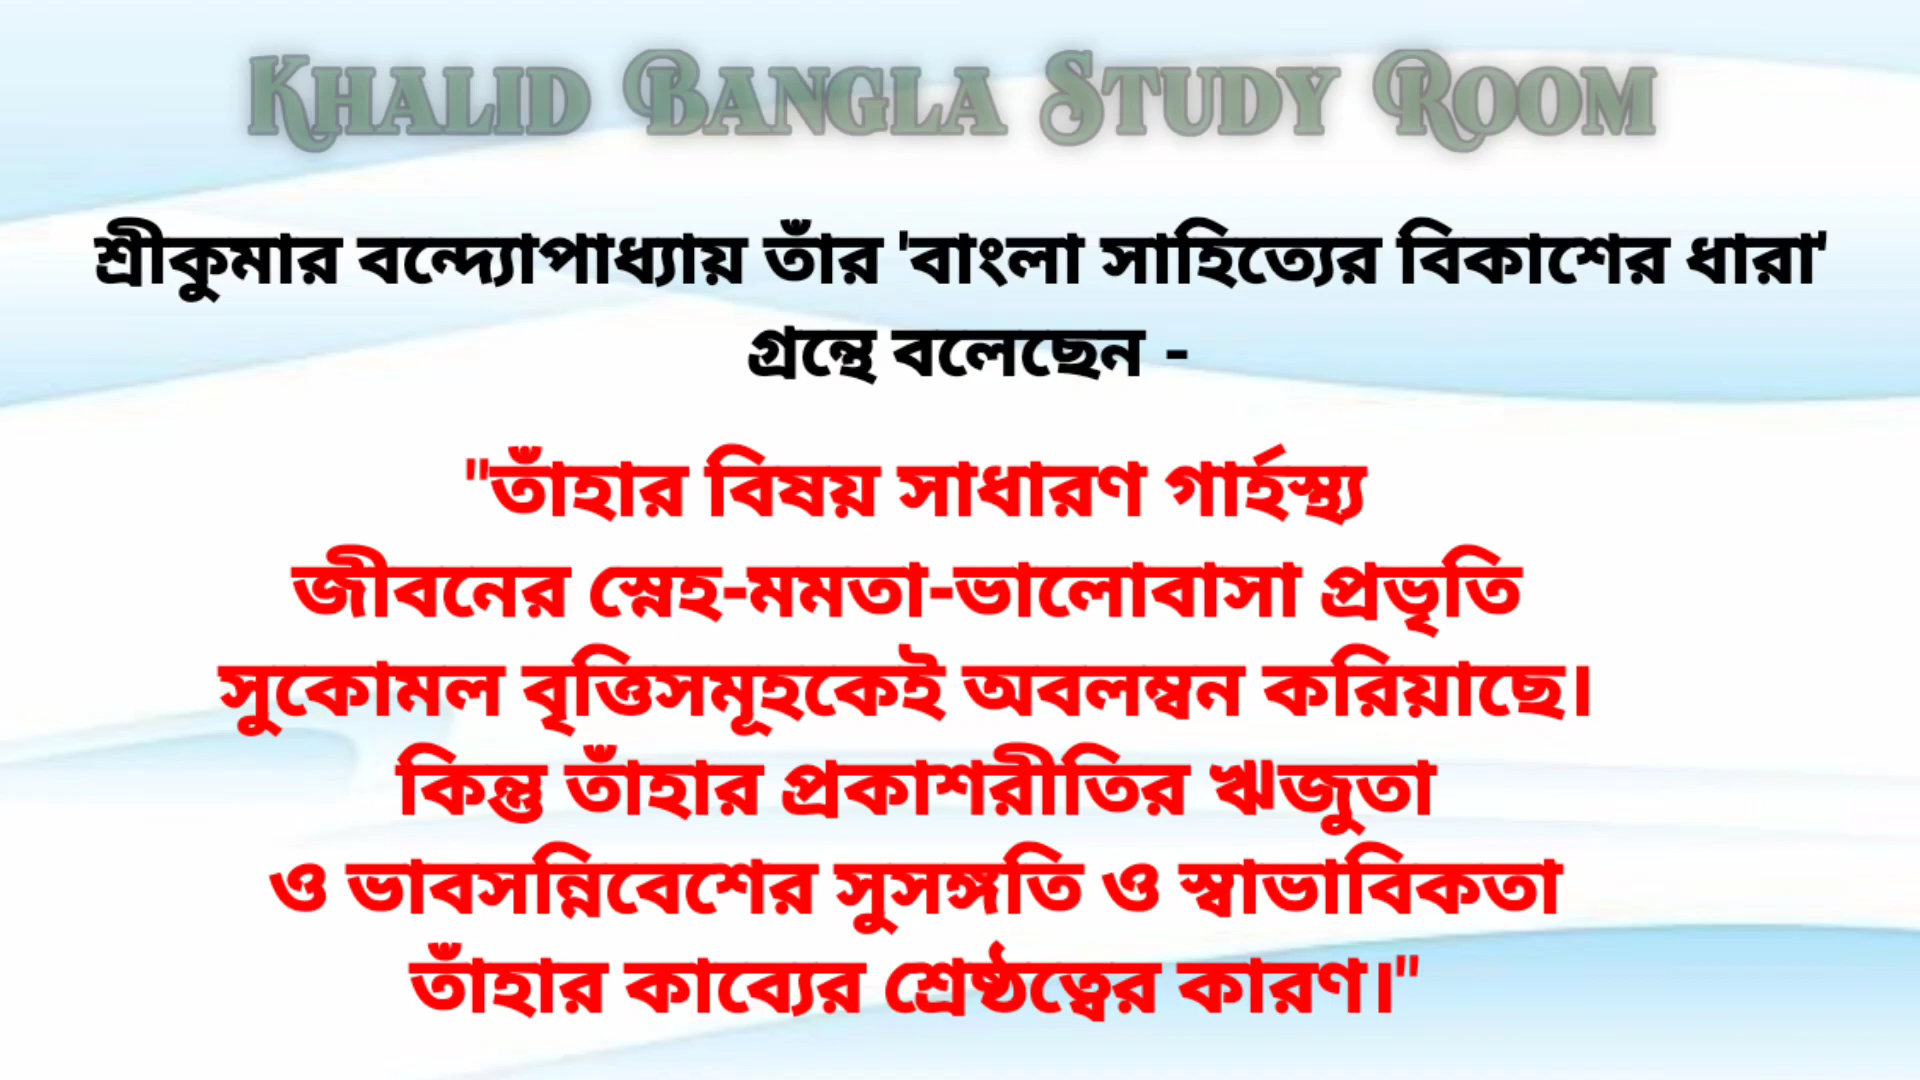 KHALID BANGLA STUDY ROOM
শ্রীকুমার বন্দ্যোপাধ্যায় তাঁর 'বাংলা সাহিত্যের বিকাশের ধারা'
গ্রন্থে বলেছেন -
"তাঁহার বিষয় সাধারণ গার্হস্থ্য
জীবনের স্নেহ-মমতা-ভালোবাসা প্রভৃতি
সুকোমল বৃত্তিসমূহকেই অবলম্বন করিয়াছে।
কিন্তু তাঁহার প্রকাশরীতির ঋজুতা
ও ভাবসন্নিবেশের সুসঙ্গতি ও স্বাভাবিকতা
তাঁহার কাব্যের শ্রেষ্ঠত্বের কারণ।"